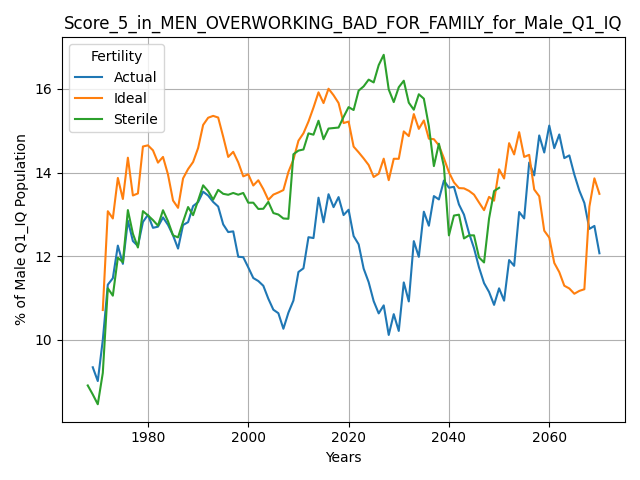 Score_5_in_MEN_OVERWORKING_BAD_FOR_FAMILY_for_Male_Q1_IQ
Fertility
Actual
Ideal
Sterile
% of Male Q1_IQ Population
16
14
12
10
1980
2000
2020
2040
2060
Years